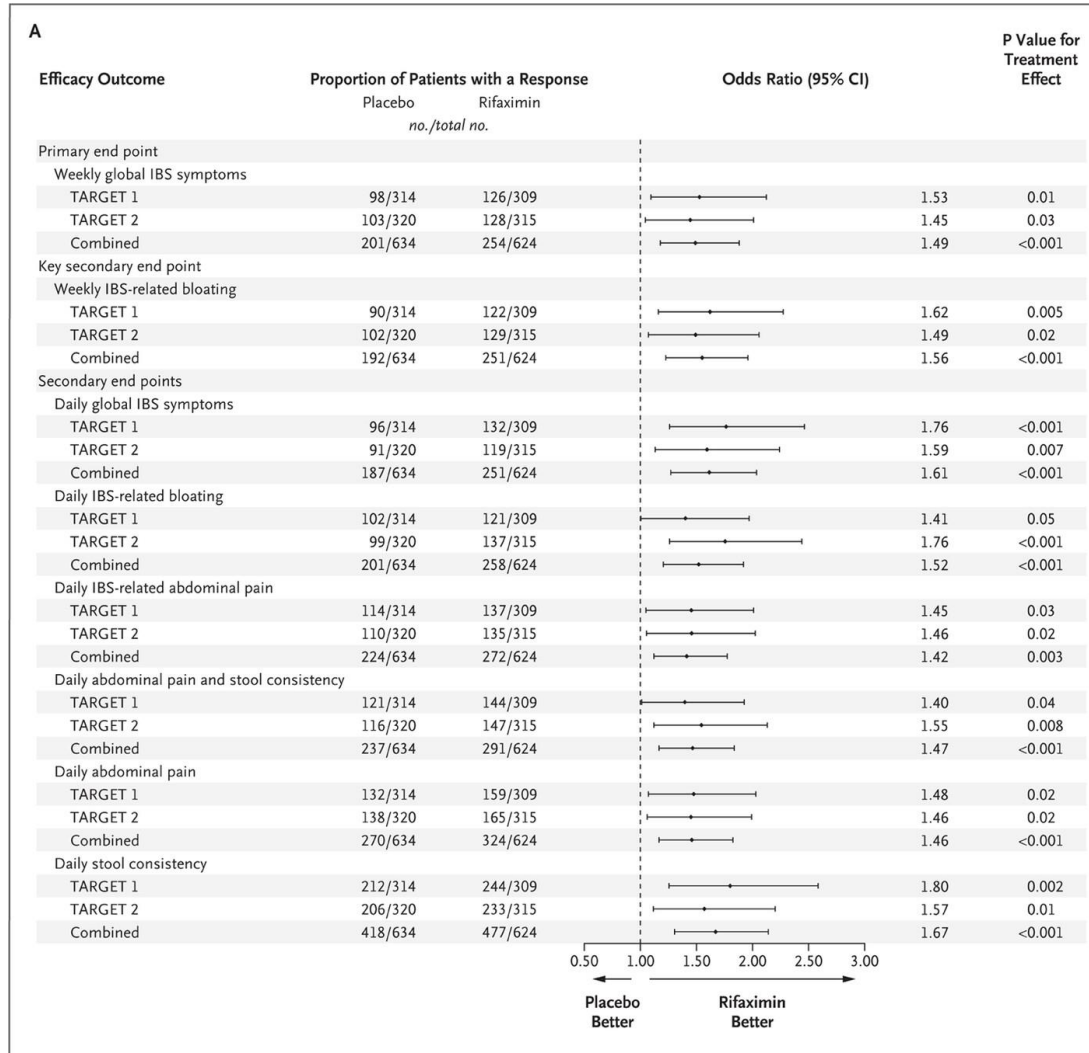 A
Efficacy Outcome Proportion of Patients with a Response Odds Ratio (95% CI) P Value for Treatment Effect
Placebo Rifaximin
no./total no.
Primary end point
Weekly global IBS symptoms
TARGET 1 98/314 126/309 1.53 0.01
TARGET 2 103/320 128/315 1.45 0.03
Combined 201/634 254/624 1.49 <0.001
Key secondary end point
Weekly IBS-related bloating
TARGET 1 90/314 122/309 1.62 0.005
TARGET 2 102/320 129/315 1.49 0.02
Combined 192/634 251/624 1.56 <0.001
Secondary end points
Daily global IBS symptoms
TARGET 1 96/314 132/309 1.76 <0.001
TARGET 2 91/320 119/315 1.59 0.007
Combined 187/634 251/624 1.61 <0.001
Daily IBS-related bloating
TARGET 1 102/314 121/309 1.41 0.05
TARGET 2 99/320 137/315 1.76 <0.001
Combined 201/634 258/624 1.52 <0.001
Daily IBS-related abdominal pain
TARGET 1 114/314 137/309 1.45 0.03
TARGET 2 110/320 135/315 1.46 0.02
Combined 224/634 272/624 1.42 0.003
Daily abdominal pain and stool consistency
TARGET 1 121/314 144/309 1.40 0.04
TARGET 2 116/320 147/315 1.55 0.008
Combined 237/634 291/624 1.47 <0.001
Daily abdominal pain
TARGET 1 132/314 159/309 1.48 0.02
TARGET 2 138/320 165/315 1.46 0.02
Combined 270/634 324/624 1.46 <0.001
Daily stool consistency
TARGET 1 212/314 244/309 1.80 0.002
TARGET 2 206/320 233/315 1.57 0.01
Combined 418/634 477/624 1.67 <0.001
0.50 1.00 1.50 2.00 2.50 3.00
Placebo Better Rifaximin Better